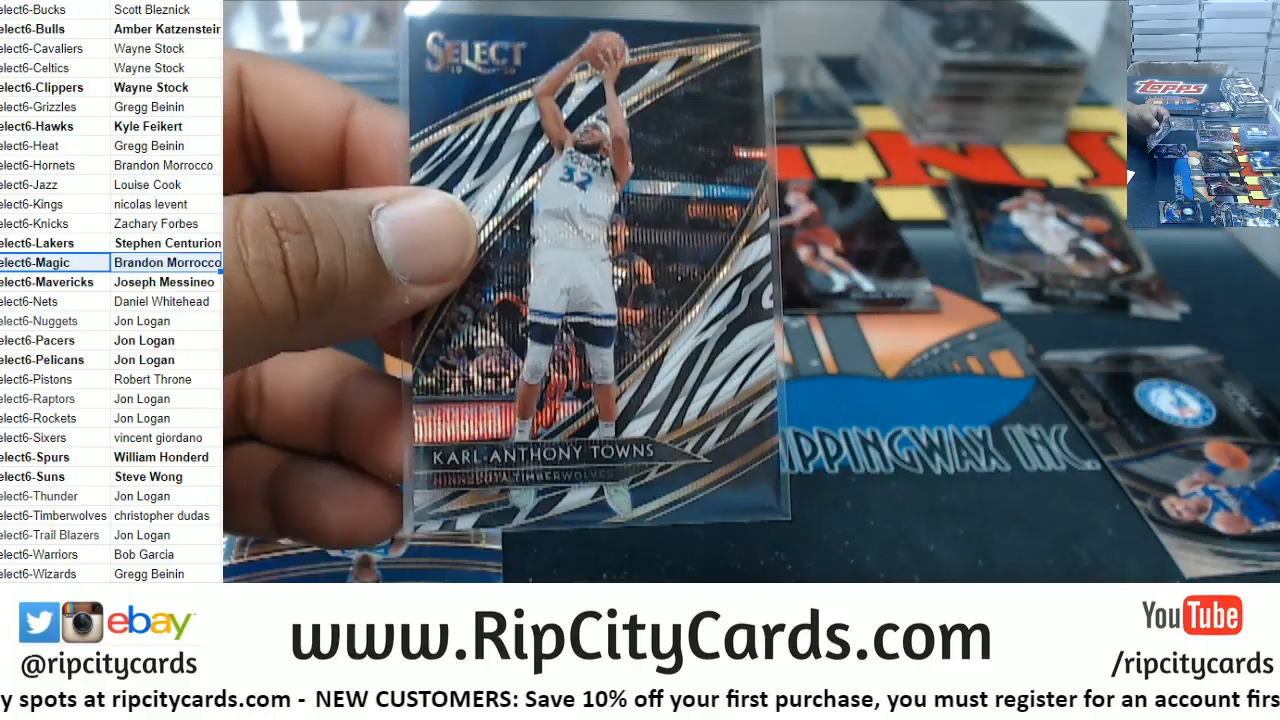 elect6-Bucks Scott Bleznick
elect6-Bulls Amber Katzenstein
elect6-Cavaliers Wayne Stock
elect6-Celtics Wayne Stock
elect6-Clippers Wayne Stock
elect6-Grizzles Gregg Beinin
elect6-Hawks Kyle Feikert
elect6-Heat Gregg Beinin
elect6-Hornets Brandon Morrocco
elect6-Jazz Louise Cook
elect6-Kings nicolas levent
elect6-Knicks Zachary Forbes
elect6-Lakers Stephen Centurion
elect6-Magic Brandon Morrocco
elect6-Mavericks Joseph Messineo
elect6-Nets Daniel Whitehead
elect6-Nuggets Jon Logan
elect6-Pacers Jon Logan
elect6-Pelicans Jon Logan
elect6-Pistons Robert Throne
elect6-Raptors Jon Logan
elect6-Rockets Jon Logan
elect6-Sixers vincent giordano
elect6-Spurs William Honderd
elect6-Suns Steve Wong
elect6-Thunder Jon Logan
elect6-Timberwolves christopher dudas
elect6-Trail Blazers Jon Logan
elect6-Warriors Bob Garcia
elect6-Wizards Gregg Beinin
SELECT
32
KARL-ANTHONY TOWNS
MINNESOTA TIMBERWOLVES
IPPINGWAX INC.
Topps
ebay
@ripcitycards
www.RipCityCards.com
YouTube
/ripcitycards
y spots at ripcitycards.com - NEW CUSTOMERS: Save 10% off your first purchase, you must register for an account firs